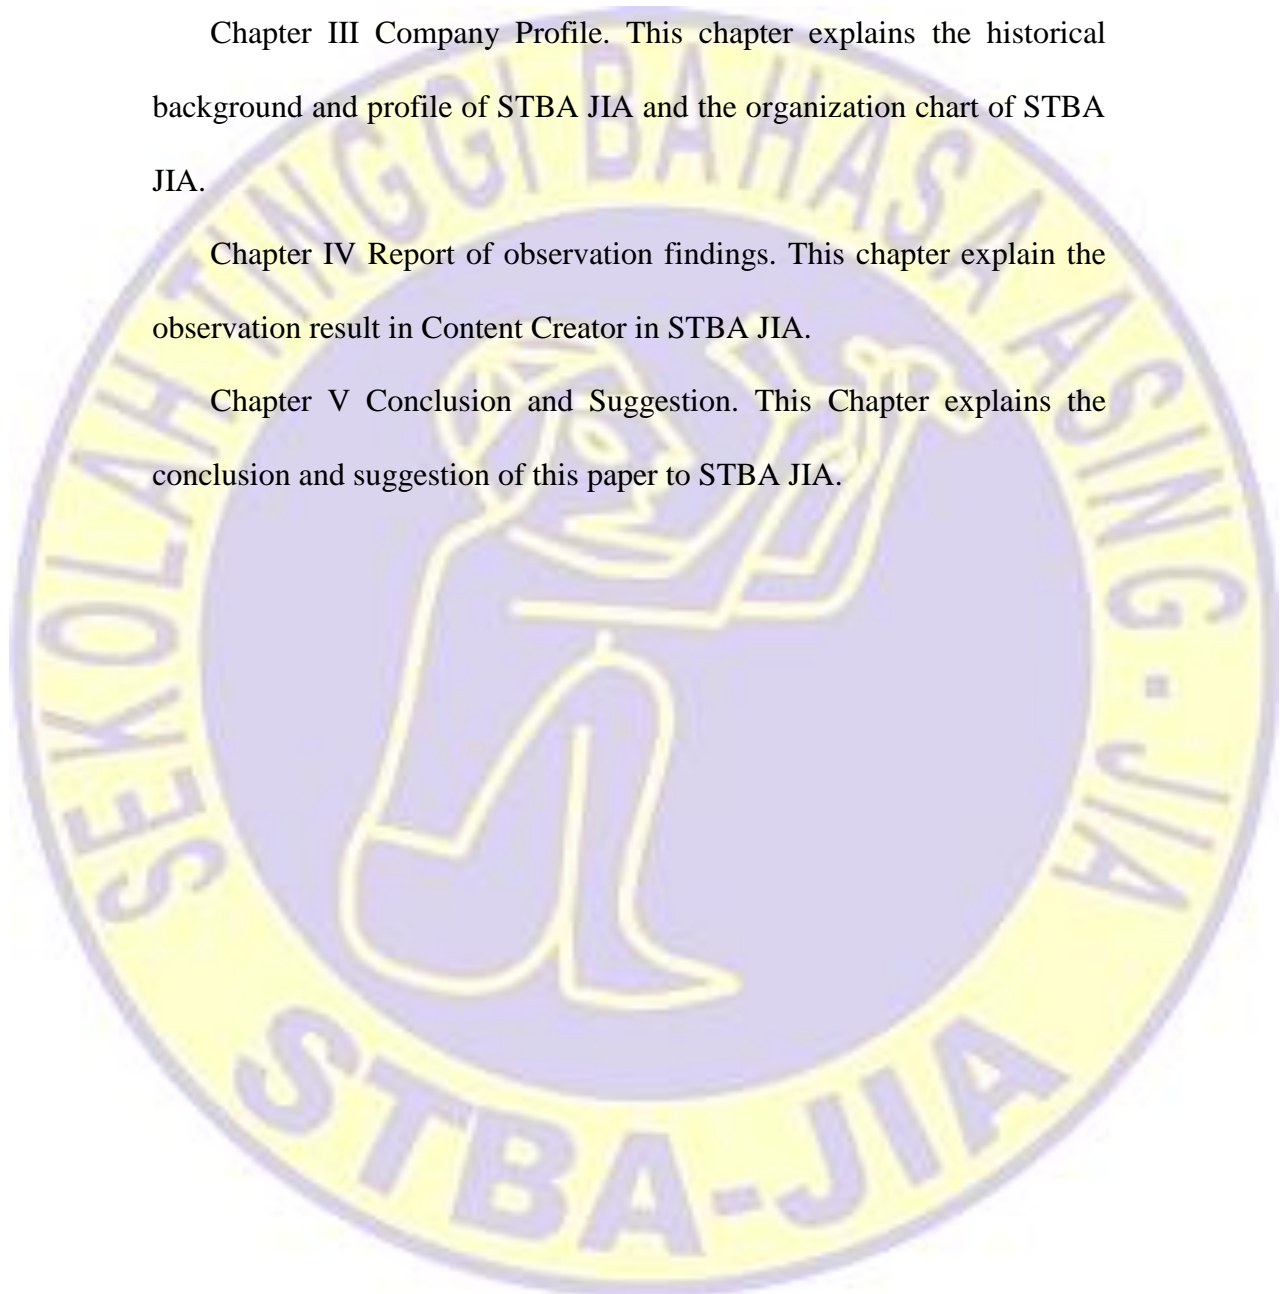 Chapter III Company Profile. This chapter explains the historical
background and profile of STBA JIA and the organization chart of STBA
JIA.
Chapter IV Report of observation findings. This chapter explain the
observation result in Content Creator in STBA JIA.
Chapter V Conclusion and Suggestion. This Chapter explains the
conclusion and suggestion of this paper to STBA JIA.
SEKOLAH TINGGI BAHASA ASING - JIA
STBA-JIA